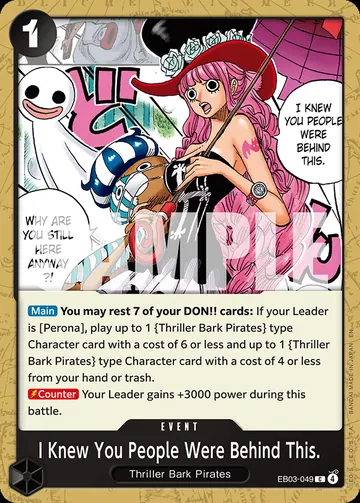 1
I KNEW
YOU PEOPLE
WERE
BEHIND
THIS.
WHY ARE
YOU STILL
HERE
ANYWAY
?!
SAMPLE
Main You may rest 7 of your DON!! cards: If your Leader
is [Perona], play up to 1 {Thriller Bark Pirates} type
Character card with a cost of 6 or less and up to 1 {Thriller
Bark Pirates} type Character card with a cost of 4 or less
from your hand or trash.
Counter Your Leader gains +3000 power during this
battle.
EVENT
I Knew You People Were Behind This.
Thriller Bark Pirates
EB03-049 C 4